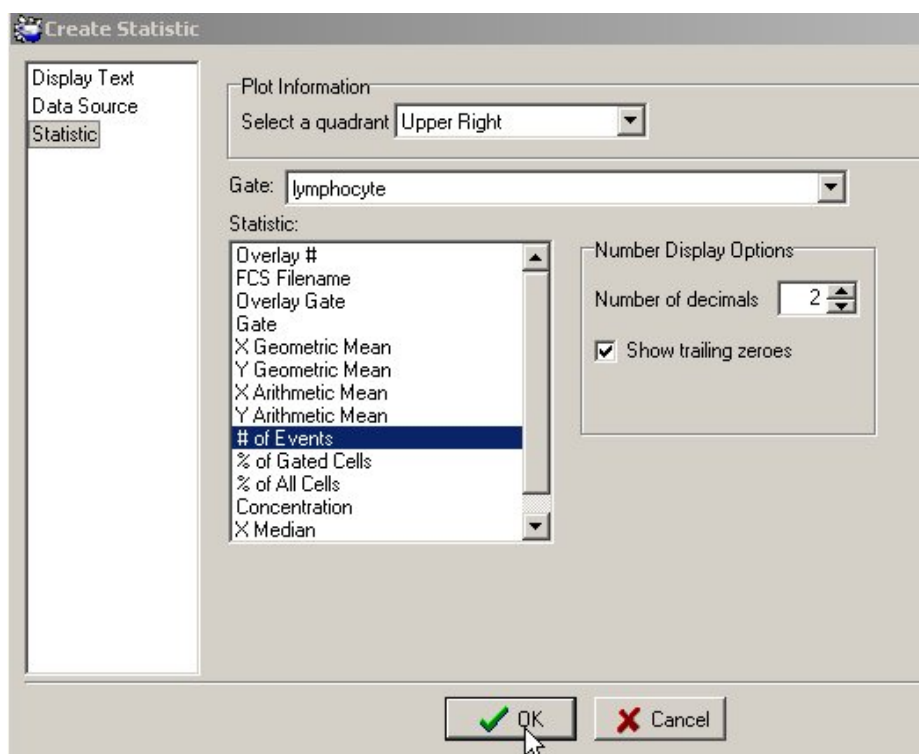 Create Statistic
Display Text
Data Source
Statistic
Plot Information
Select a quadrant Upper Right
Gate: lymphocyte
Statistic:
Overlay #
FCS Filename
Overlay Gate
Gate
X Geometric Mean
Y Geometric Mean
X Arithmetic Mean
Y Arithmetic Mean
# of Events
% of Gated Cells
% of All Cells
Concentration
X Median
Number Display Options
Number of decimals 2
Show trailing zeroes
OK
Cancel